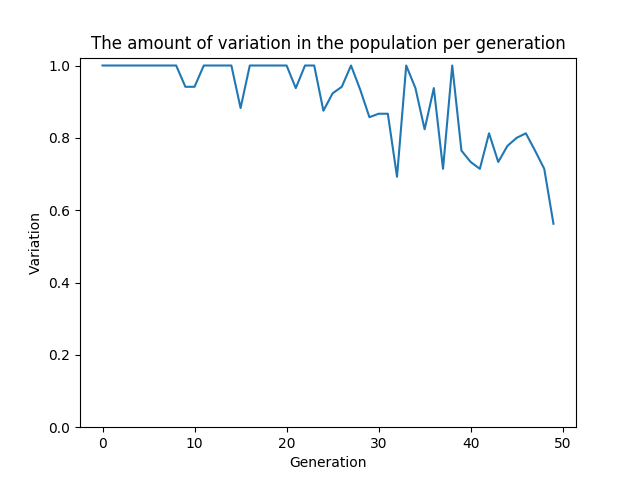 The amount of variation in the population per generation
1.0
0.8
0.6
0.4
0.2
0.0
Variation
0 10 20 30 40 50
Generation